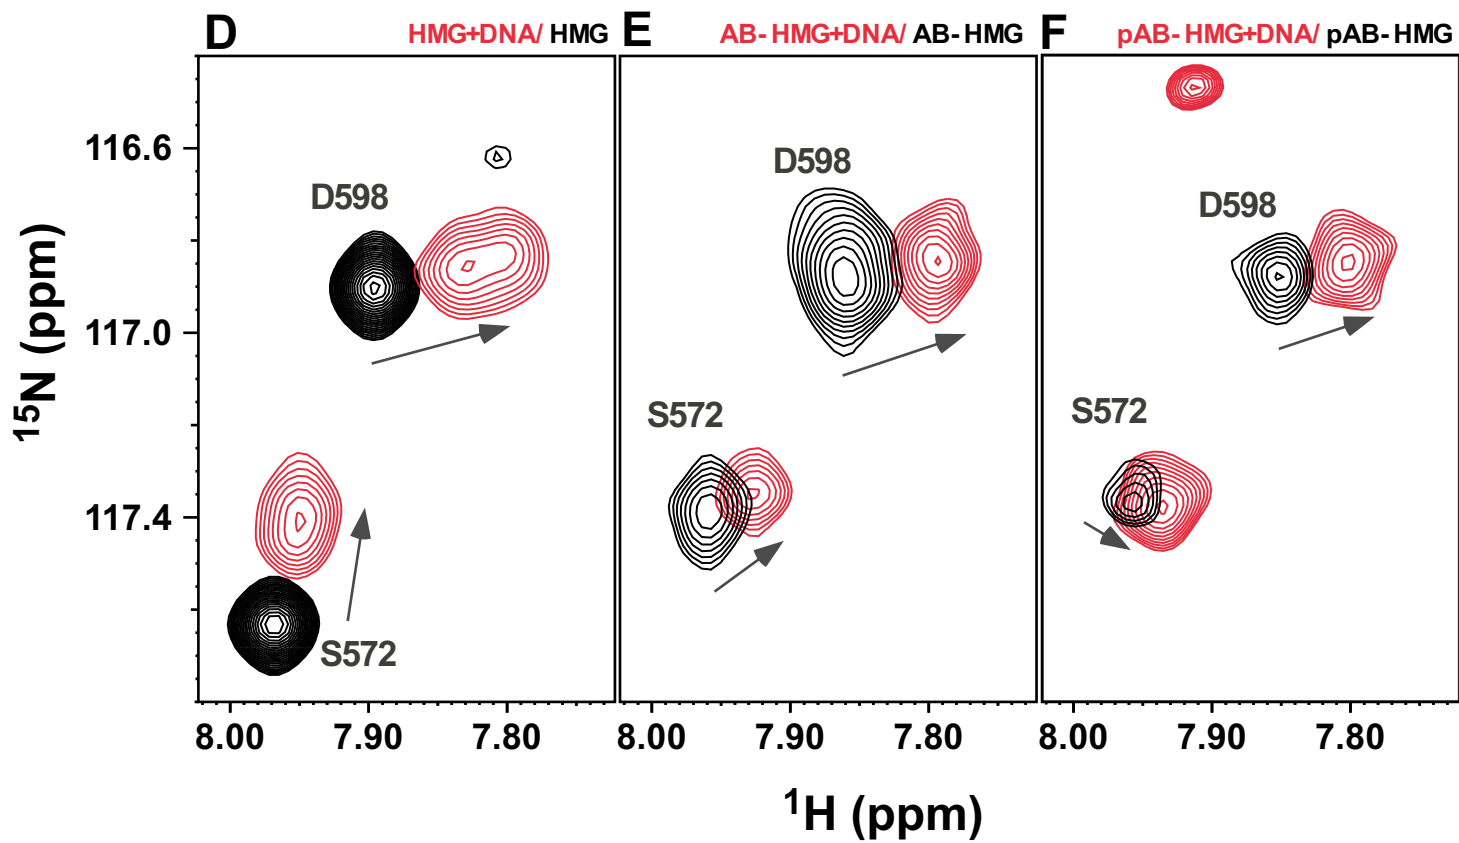 D HMG+DNA/ HMG E AB-HMG+DNA/ AB-HMG F pAB-HMG+DNA/ pAB-HMG
116.6
117.0
117.4
15N (ppm)
D598
S572
D598
S572
D598
S572
8.00 7.90 7.80 8.00 7.90 7.80 8.00 7.90 7.80
1H (ppm)